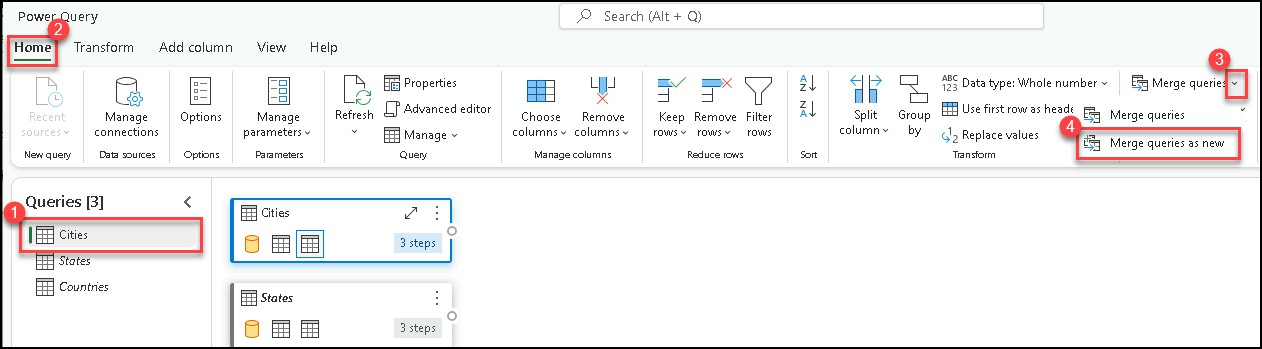 Power Query
Search (Alt + Q)
2
Home
Transform
Add column
View
Help
3
Recent
sources
New query
Manage
connections
Data sources
Options
Options
Manage
parameters
Parameters
Refresh
Properties
Advanced editor
Manage
Query
Choose
columns
Remove
columns
Manage columns
Keep
rows
Remove
rows
Filter
rows
Reduce rows
A
Z
Z
A
Sort
Split
column
Group
by
ABC
123
Data type: Whole number
Use first row as heade
1
2
Replace values
Transform
Merge queries
Merge queries
4
Merge queries as new
Queries [3]
1
Cities
States
Countries
Cities
3 steps
States
3 steps